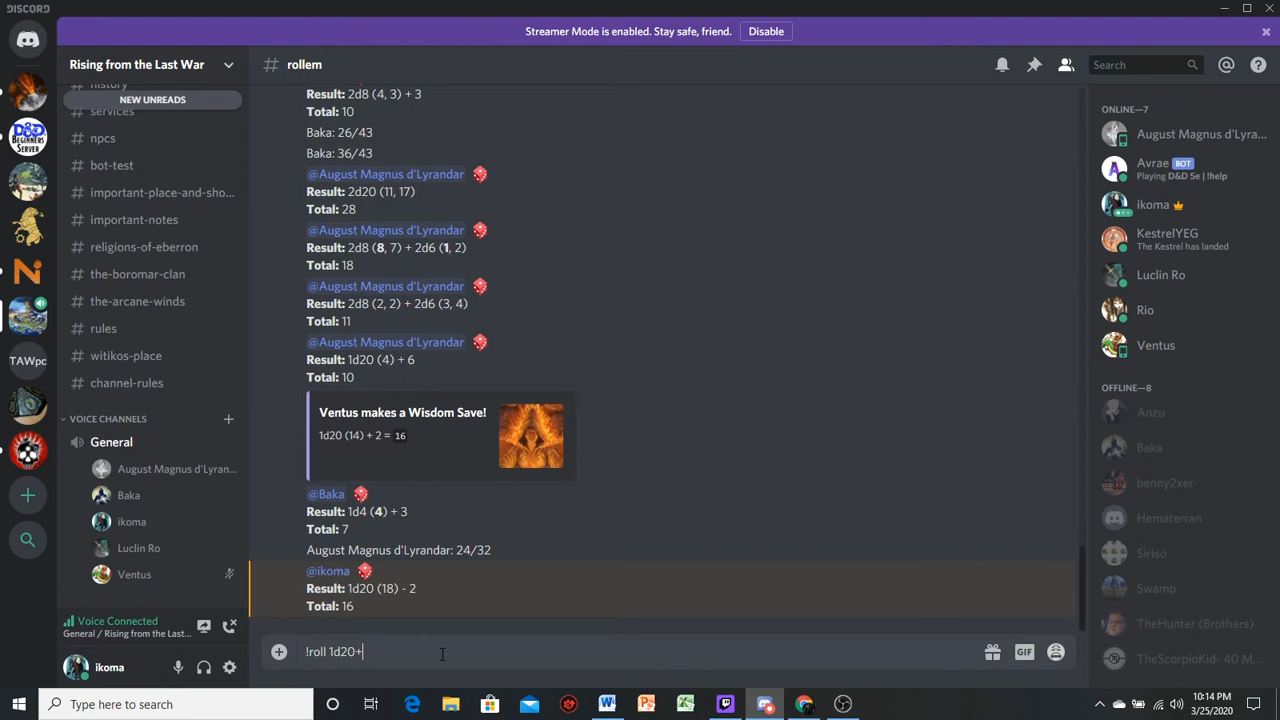 DISCORD
Streamer Mode is enabled. Stay safe, friend.
Disable
Rising from the Last War
# rollem
Search
history
NEW UNREADS
services
# npcs
# bot-test
# important-place-and-sho...
# important-notes
# religions-of-eberron
# the-boromar-clan
# the-arcane-winds
# rules
# witikos-place
# channel-rules
VOICE CHANNELS
General
August Magnus d'Lyran...
Baka
ikoma
Luclin Ro
Ventus
Voice Connected
General / Rising from the Last...
ikoma
D&D
BEGINNERS
SERVER
N
TAWpc
Result: 2d8 (4, 3) + 3
Total: 10
Baka: 26/43
Baka: 36/43
@August Magnus d'Lyrandar
Result: 2d20 (11, 17)
Total: 28
@August Magnus d'Lyrandar
Result: 2d8 (8, 7) + 2d6 (1, 2)
Total: 18
@August Magnus d'Lyrandar
Result: 2d8 (2, 2) + 2d6 (3, 4)
Total: 11
@August Magnus d'Lyrandar
Result: 1d20 (4) + 6
Total: 10
Ventus makes a Wisdom Save!
1d20 (14) + 2 = 16
@Baka
Result: 1d4 (4) + 3
Total: 7
August Magnus d'Lyrandar: 24/32
@ikoma
Result: 1d20 (18) - 2
Total: 16
!roll 1d20+
GIF
ONLINE—7
August Magnus d'Lyra...
Avrae BOT
Playing D&D 5e | !help
ikoma
KestrelYEG
The Kestrel has landed
Luclin Ro
Rio
Ventus
OFFLINE—8
Anzu
Baka
benny2xer
Hematerran
Siriso
Swamp
TheHunter (Brothers)
TheScorpioKid- 40 M...
Type here to search
10:14 PM
3/25/2020